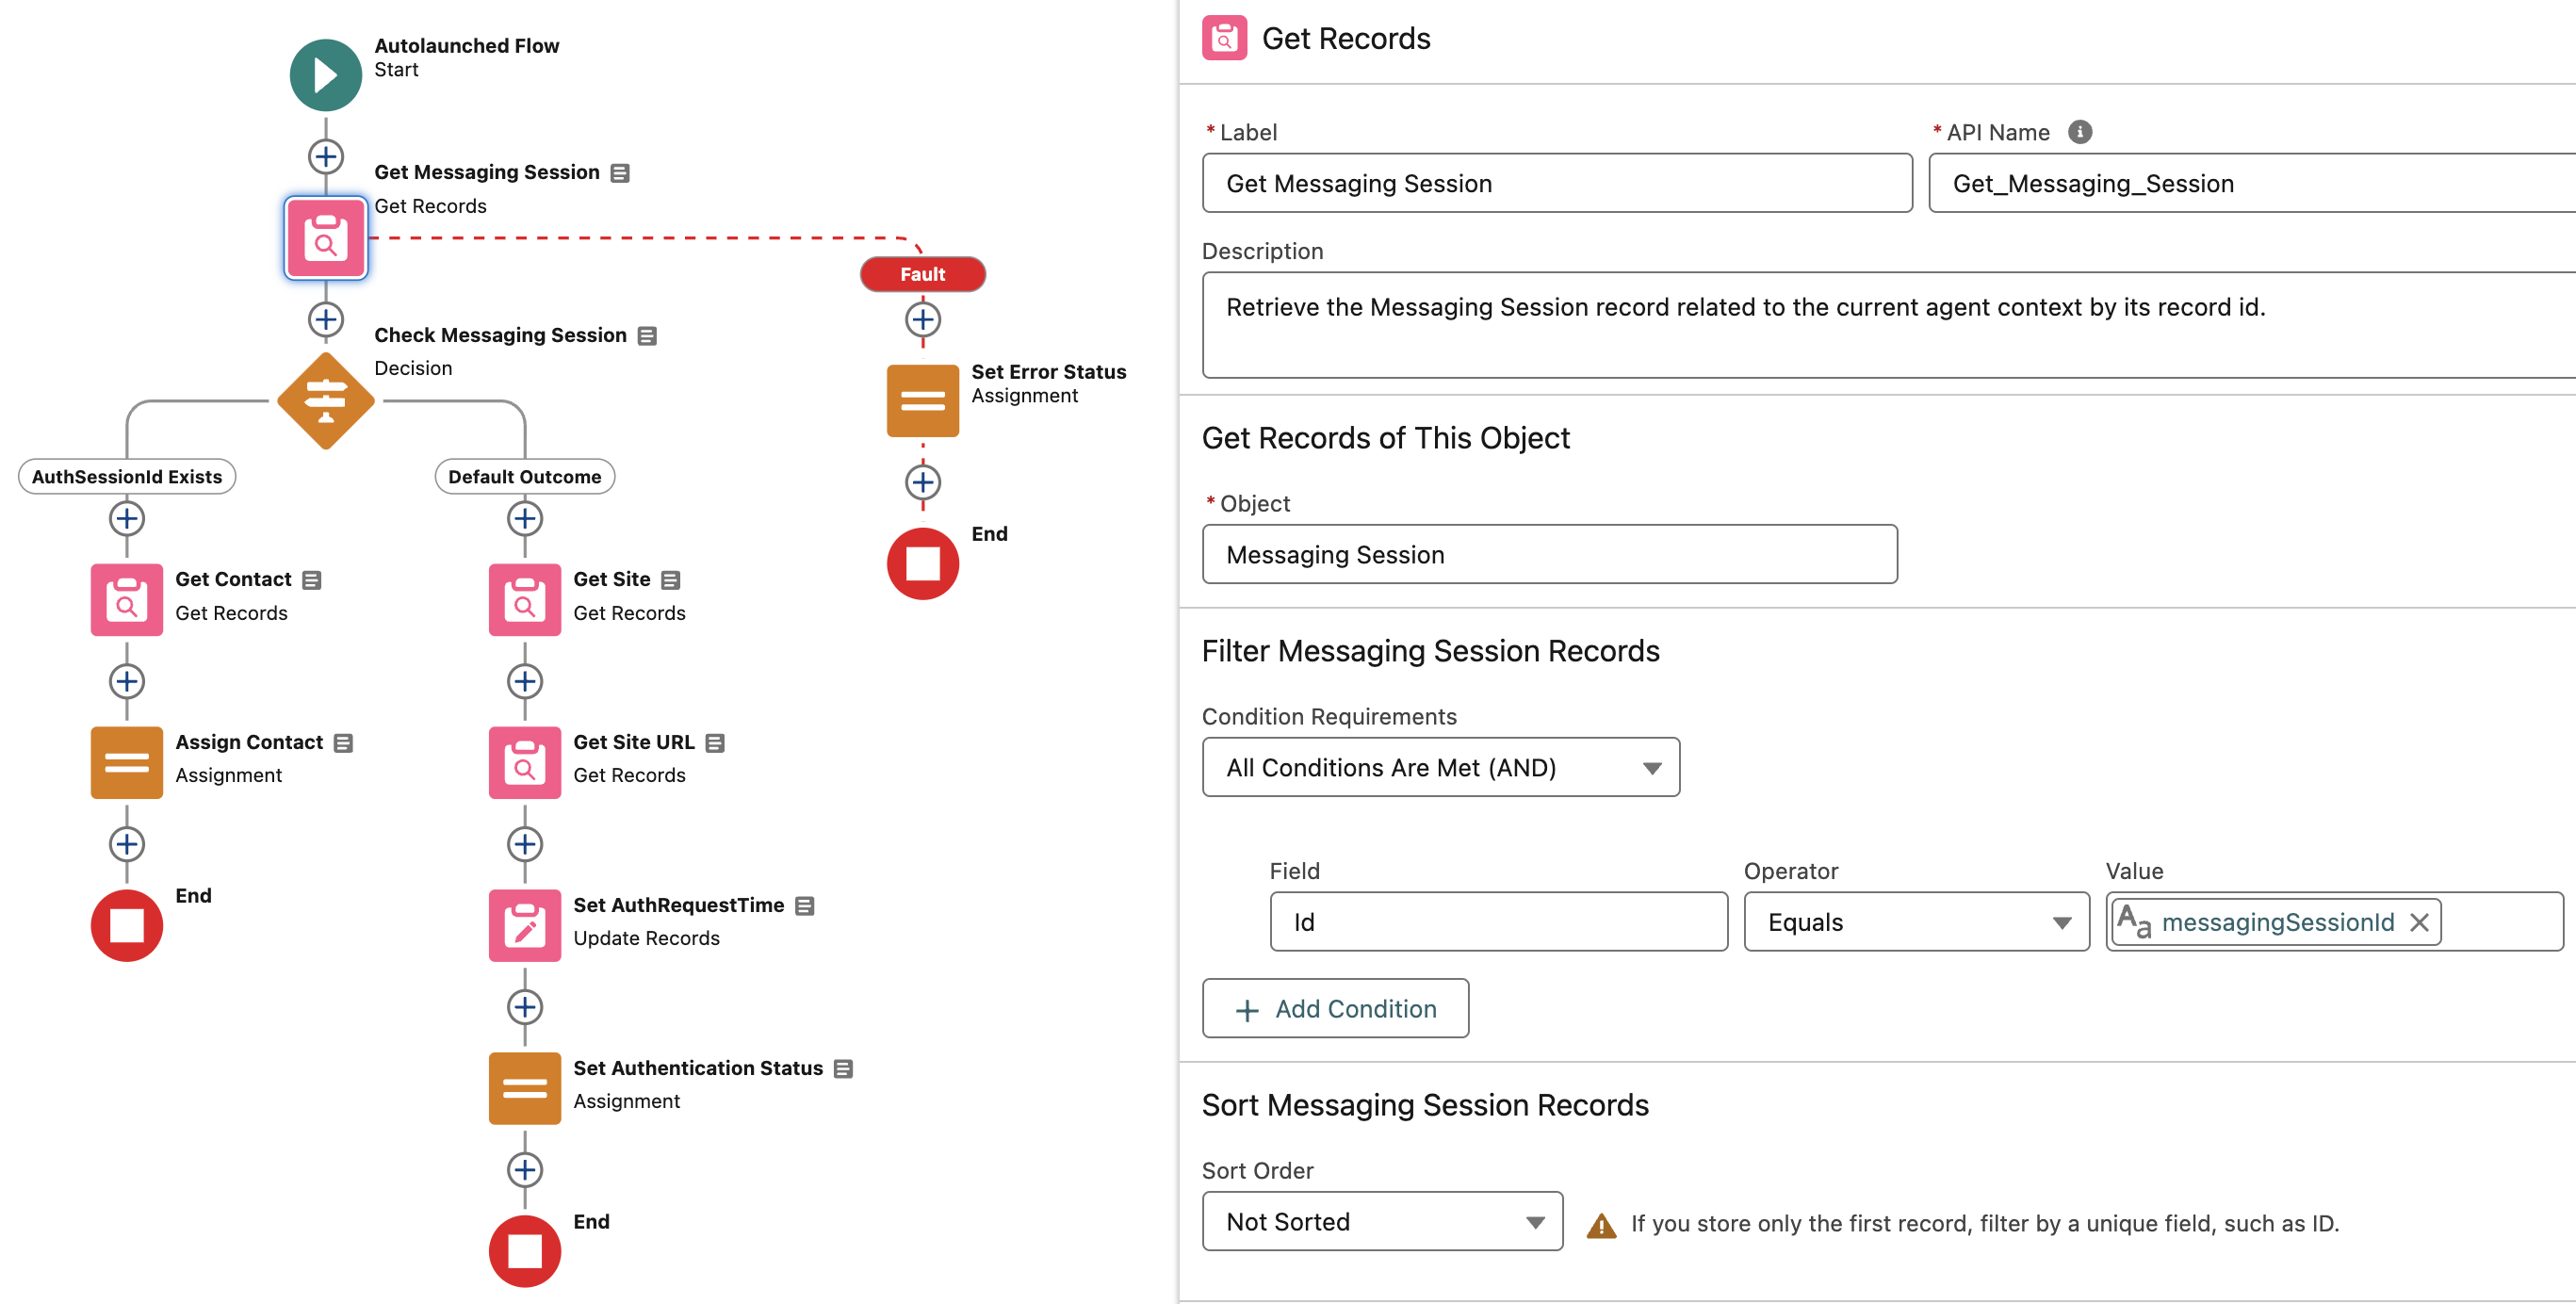 Autolaunched Flow
Start
Get Messaging Session
Get Records
Fault
Check Messaging Session
Decision
Set Error Status
Assignment
AuthSessionId Exists
Default Outcome
End
Get Contact
Get Records
Get Site
Get Records
Assign Contact
Assignment
Get Site URL
Get Records
End
Set AuthRequestTime
Update Records
Set Authentication Status
Assignment
End
Get Records
* Label
* API Name
Get Messaging Session
Get_Messaging_Session
Description
Retrieve the Messaging Session record related to the current agent context by its record id.
Get Records of This Object
* Object
Messaging Session
Filter Messaging Session Records
Condition Requirements
All Conditions Are Met (AND)
Field
Operator
Value
Id
Equals
Aa messagingSessionId
+ Add Condition
Sort Messaging Session Records
Sort Order
Not Sorted
If you store only the first record, filter by a unique field, such as ID.